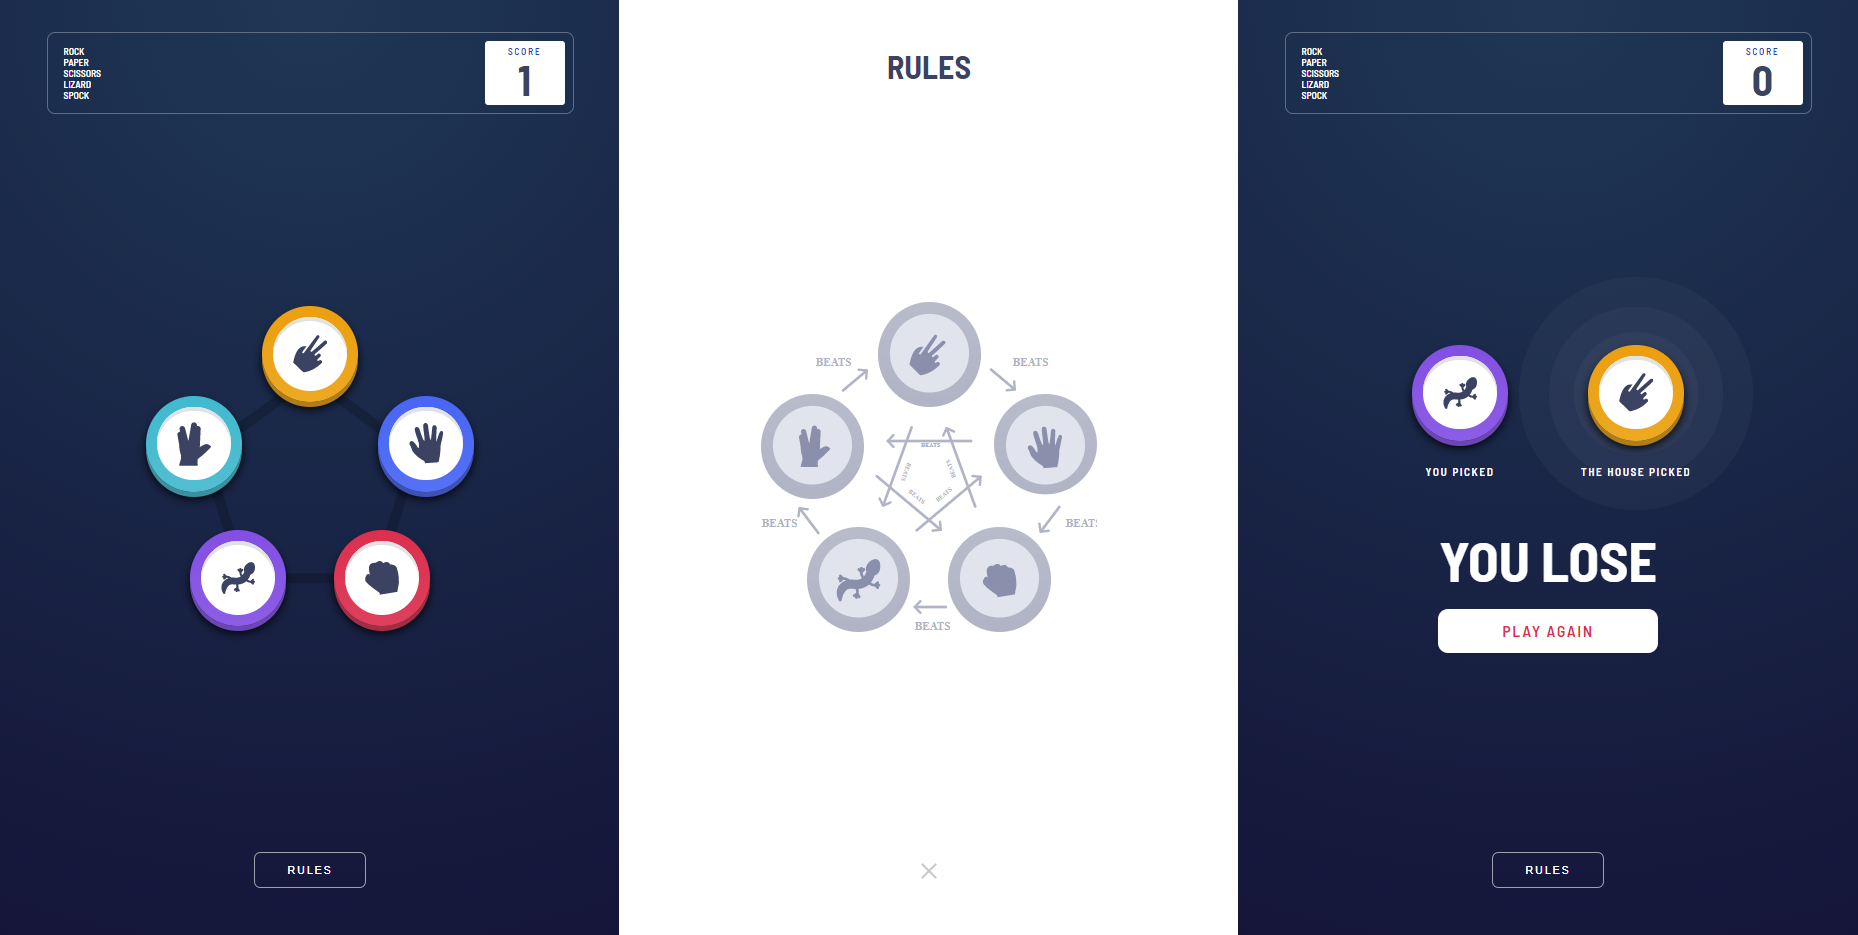 ROCK
PAPER
SCISSORS
LIZARD
SPOCK
SCORE
1
RULES
RULES
BEATS
BEATS
BEATS
BEATS
BEATS
BEATS
BEATS
BEATS
BEATS
BEATS
ROCK
PAPER
SCISSORS
LIZARD
SPOCK
SCORE
0
YOU PICKED
THE HOUSE PICKED
YOU LOSE
PLAY AGAIN
RULES